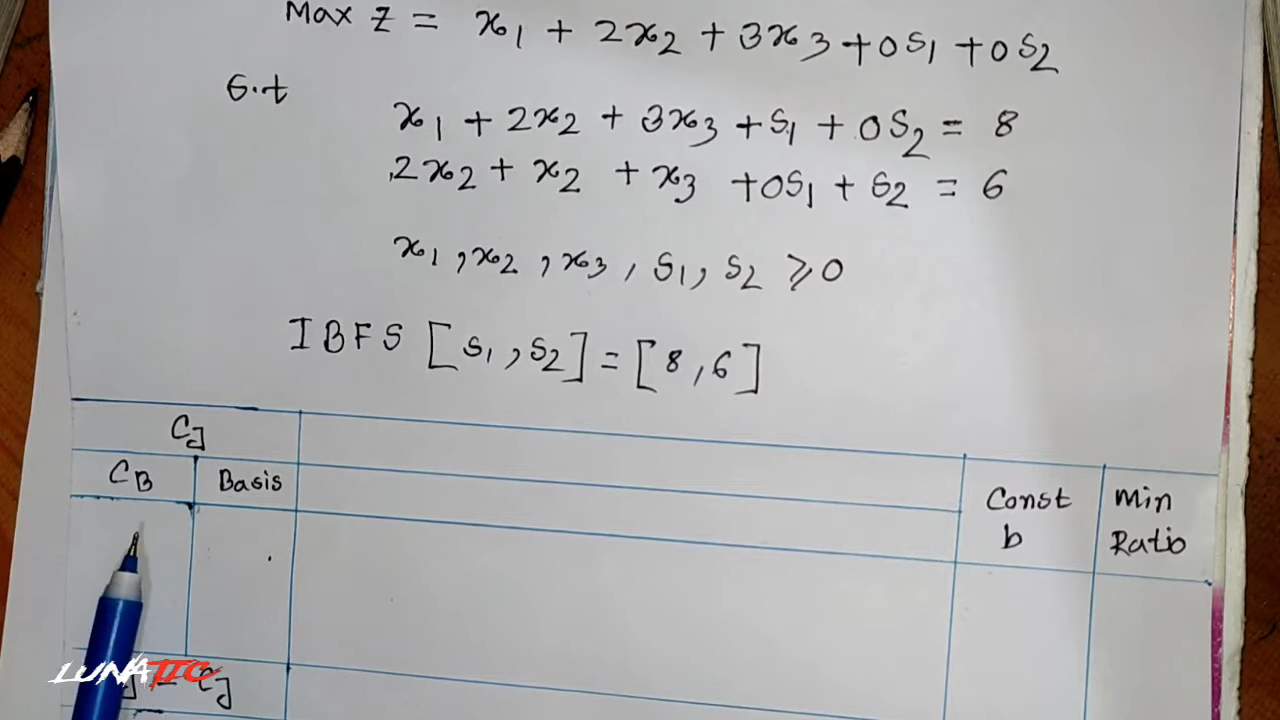 Max Z = x1 + 2x2 + 3x3 + 0S1 + 0S2
S.t
x1 + 2x2 + 3x3 + S1 + 0S2 = 8
2x2 + x2 + x3 + 0S1 + S2 = 6
x1, x2, x3, S1, S2 ⩾ 0
IBFS [S1, S2] = [8, 6]
CJ
CB Basis Const b Min Ratio
- CJ
LUNATIC